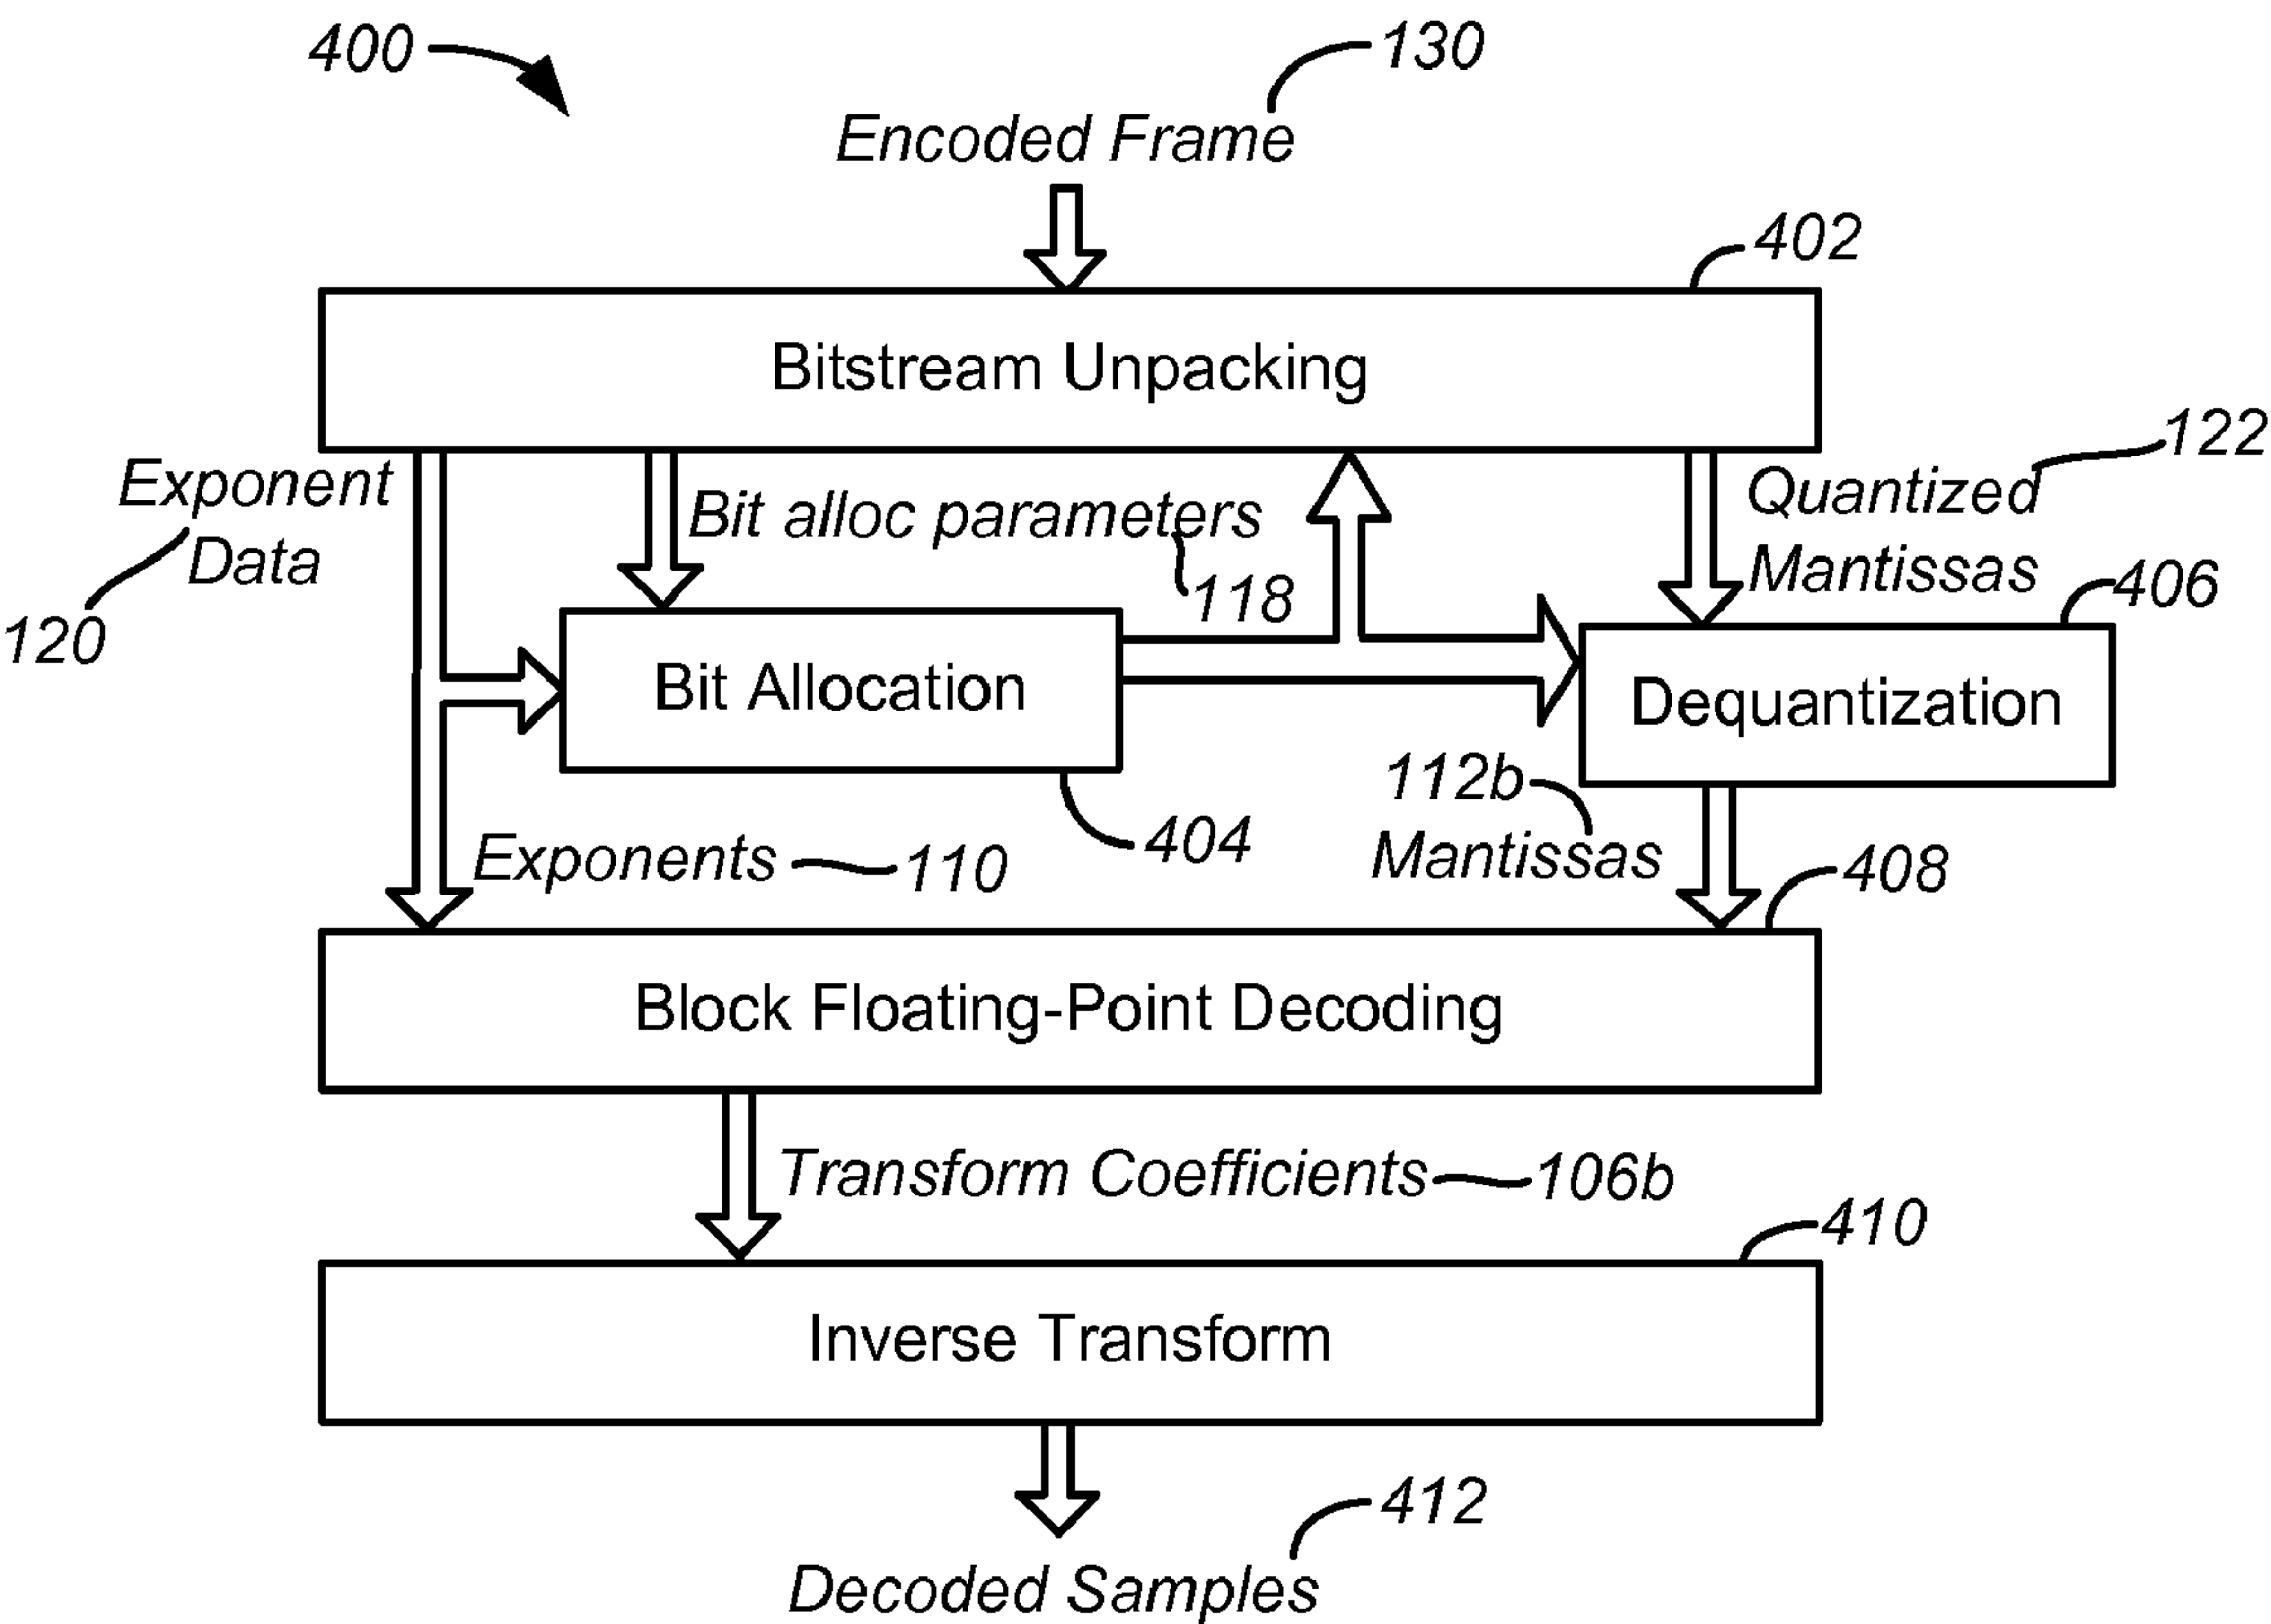 400
130
Encoded Frame
402
Bitstream Unpacking
Exponent
Data
120
Bit alloc parameters
118
Quantized
Mantissas
122
406
Bit Allocation
Dequantization
404
112b
Mantissas
Exponents
110
408
Block Floating-Point Decoding
Transform Coefficients
106b
410
Inverse Transform
412
Decoded Samples